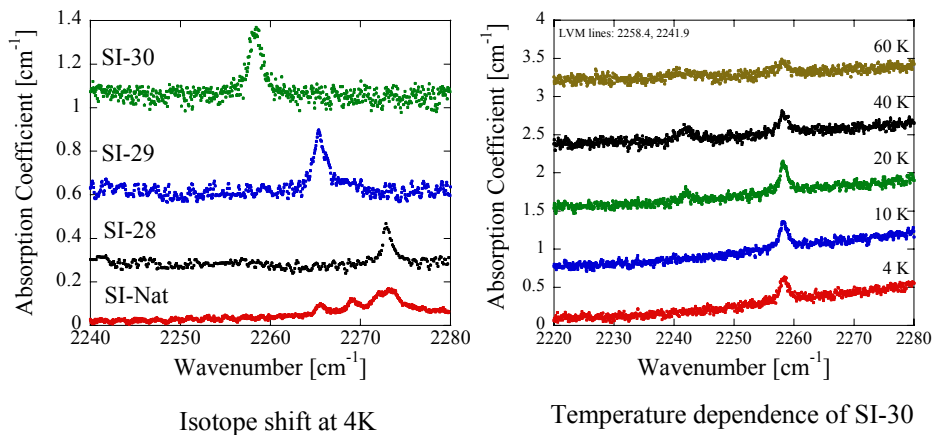 Absorption Coefficient [cm-1]
1.4
1.2
1
0.8
0.6
0.4
0.2
0
SI-30
SI-29
SI-28
SI-Nat
2240 2250 2260 2270 2280
Wavenumber [cm-1]
Isotope shift at 4K
Absorption Coefficient [cm-1]
4
3.5
3
2.5
2
1.5
1
0.5
0
LVM lines: 2258.4, 2241.9
60 K
40 K
20 K
10 K
4 K
2220 2230 2240 2250 2260 2270 2280
Wavenumber [cm-1]
Temperature dependence of SI-30